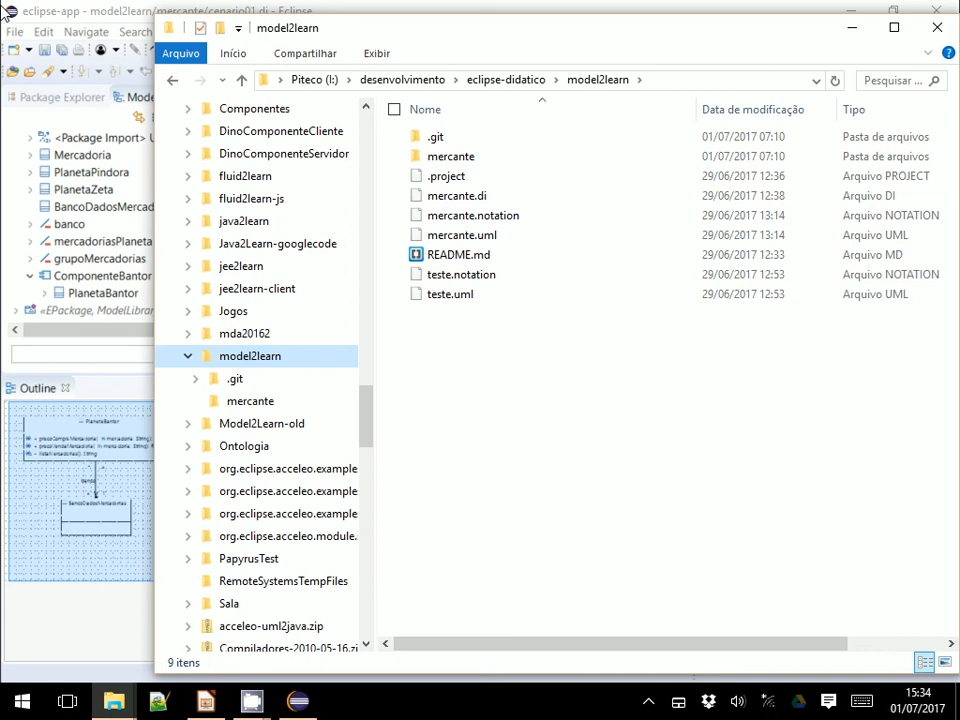 eclipse-app - model2learn/mercante/cenario01.di - Eclipse
File Edit Navigate Search
Package Explorer
<Package Import> U
Mercadoria
PlanetaPindora
PlanetaZeta
BancoDadosMercad
banco
mercadoriasPlaneta
grupoMercadorias
ComponenteBantor
PlanetaBantor
«EPackage, ModelLibrar
Outline
PlanetaBantor
model2learn
Arquivo Início Compartilhar Exibir
Piteco (I:) desenvolvimento eclipse-didatico model2learn
Pesquisar ...
Componentes
DinoComponenteCliente
DinoComponenteServidor
fluid2learn
fluid2learn-js
java2learn
Java2Learn-googlecode
jee2learn
jee2learn-client
Jogos
mda20162
model2learn
.git
mercante
Model2Learn-old
Ontologia
org.eclipse.acceleo.example
org.eclipse.acceleo.example
org.eclipse.acceleo.example
org.eclipse.acceleo.module.
PapyrusTest
RemoteSystemsTempFiles
Sala
acceleo-uml2java.zip
Compiladores-2010-05-16.zi
Nome Data de modificação Tipo
.git 01/07/2017 07:10 Pasta de arquivos
mercante 01/07/2017 07:10 Pasta de arquivos
.project 29/06/2017 12:36 Arquivo PROJECT
mercante.di 29/06/2017 12:38 Arquivo DI
mercante.notation 29/06/2017 13:14 Arquivo NOTATION
mercante.uml 29/06/2017 13:14 Arquivo UML
README.md 29/06/2017 12:33 Arquivo MD
teste.notation 29/06/2017 12:53 Arquivo NOTATION
teste.uml 29/06/2017 12:53 Arquivo UML
9 itens
15:34
01/07/2017